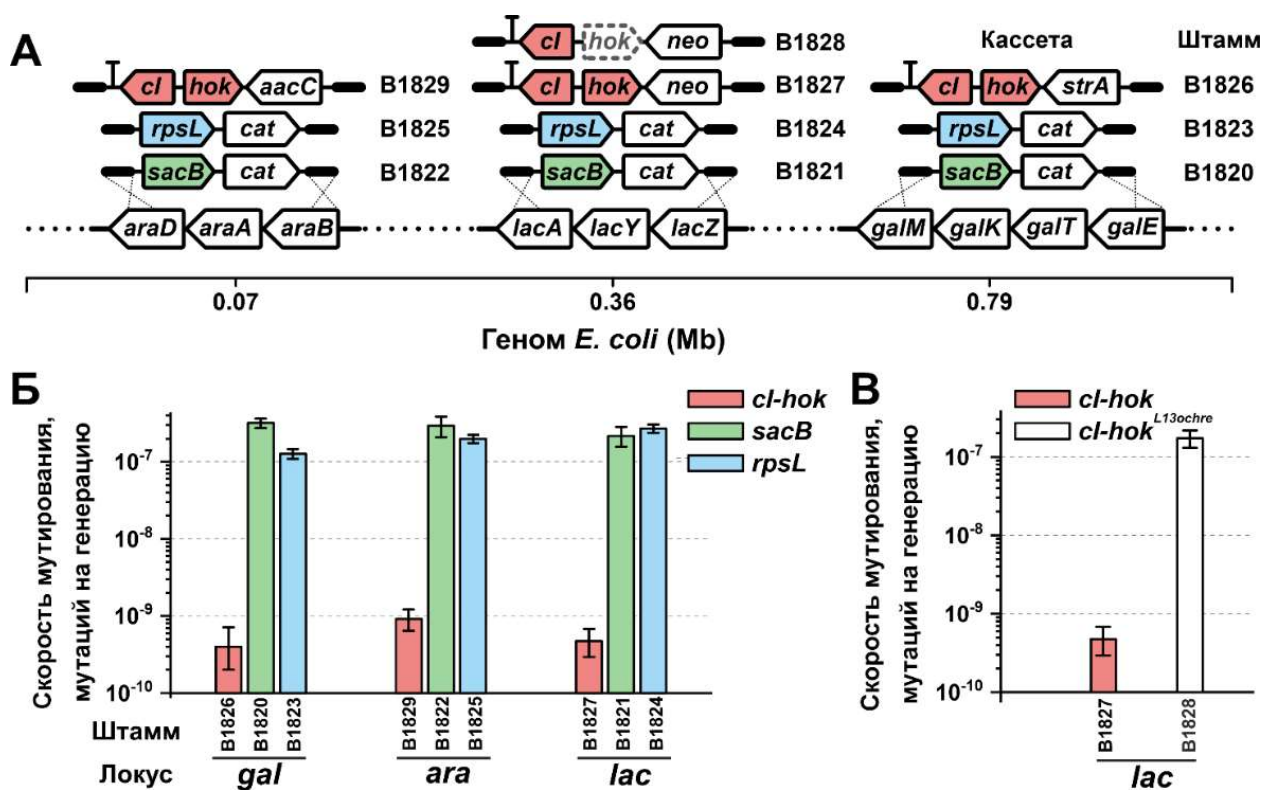 А
cI hok neo B1828
Кассета Штамм
cI hok aacC B1829
cI hok neo B1827
cI hok strA B1826
rpsL cat B1825
rpsL cat B1824
rpsL cat B1823
sacB cat B1822
sacB cat B1821
sacB cat B1820
araD araA araB
lacA lacY lacZ
galM galK galT galE
0.07 0.36 0.79
Геном E. coli (Mb)
Б
Скорость мутирования,
мутаций на генерацию
10⁻⁷
10⁻⁸
10⁻⁹
10⁻¹⁰
cI-hok
sacB
rpsL
Штамм B1826 B1820 B1823 B1829 B1822 B1825 B1827 B1821 B1824
Локус gal ara lac
В
Скорость мутирования,
мутаций на генерацию
10⁻⁷
10⁻⁸
10⁻⁹
10⁻¹⁰
cI-hok
cI-hok L13ochre
B1827 B1828
lac